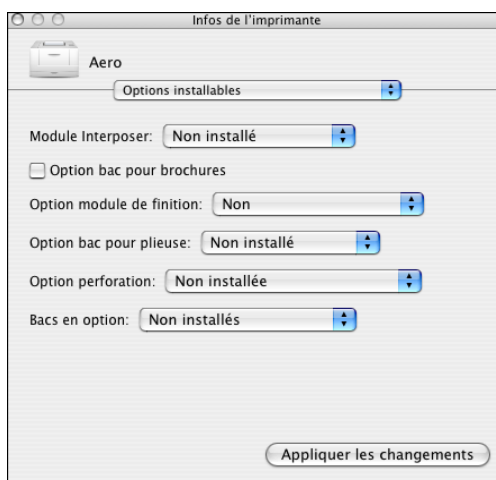 Infos de l'imprimante
Aero
Options installables
Module Interposer: Non installé
Option bac pour brochures
Option module de finition: Non
Option bac pour plieuse: Non installé
Option perforation: Non installée
Bacs en option: Non installés
Appliquer les changements